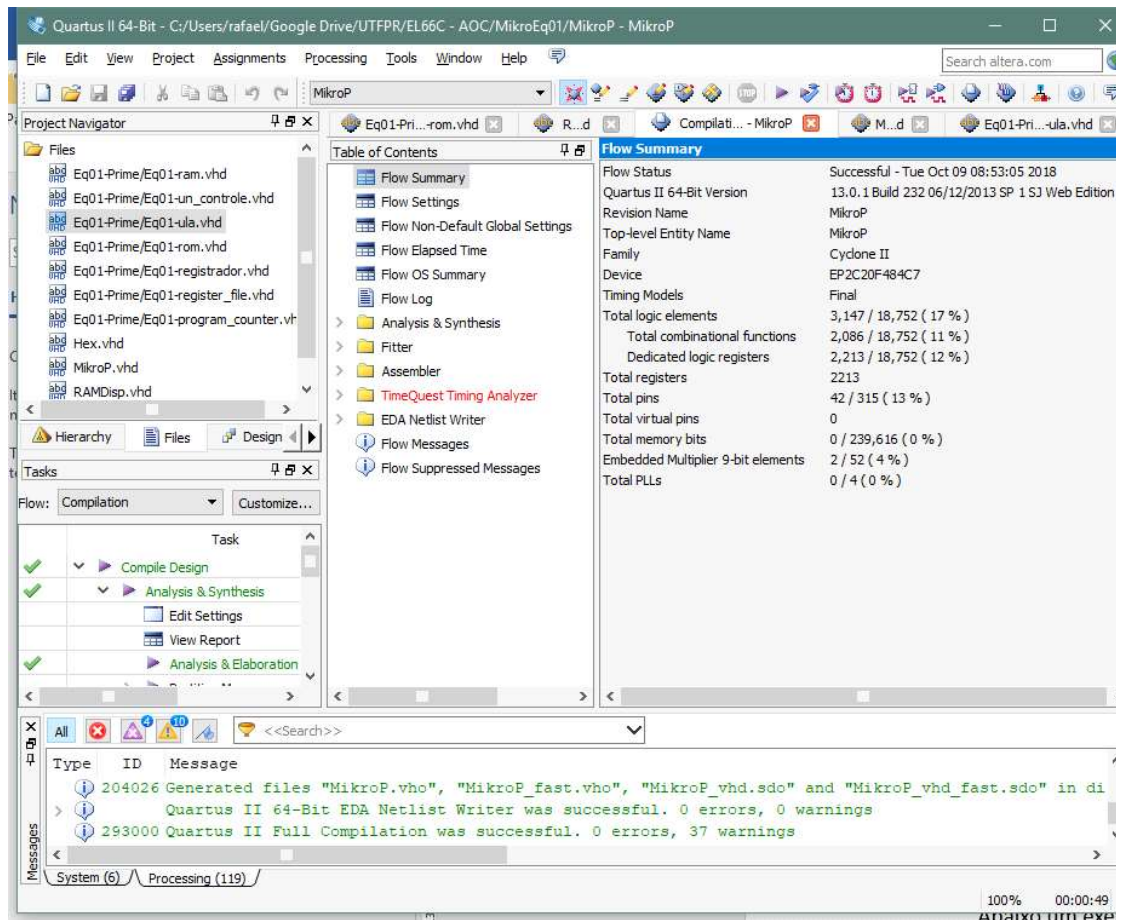 Quartus II 64-Bit - C:/Users/rafael/Google Drive/UTFPR/EL66C - AOC/MikroEq01/MikroP - MikroP
File Edit View Project Assignments Processing Tools Window Help
Search altera.com
MikroP
Project Navigator
Files
Eq01-Prime/Eq01-ram.vhd
Eq01-Prime/Eq01-un_controle.vhd
Eq01-Prime/Eq01-ula.vhd
Eq01-Prime/Eq01-rom.vhd
Eq01-Prime/Eq01-registrador.vhd
Eq01-Prime/Eq01-register_file.vhd
Eq01-Prime/Eq01-program_counter.vh
Hex.vhd
MikroP.vhd
RAMDisp.vhd
Hierarchy Files Design
Tasks
Flow: Compilation Customize...
Task
Compile Design
Analysis & Synthesis
Edit Settings
View Report
Analysis & Elaboration
Eq01-Pri...-rom.vhd R...d Compilati... - MikroP M...d Eq01-Pri...-ula.vhd
Table of Contents
Flow Summary
Flow Settings
Flow Non-Default Global Settings
Flow Elapsed Time
Flow OS Summary
Flow Log
Analysis & Synthesis
Fitter
Assembler
TimeQuest Timing Analyzer
EDA Netlist Writer
Flow Messages
Flow Suppressed Messages
Flow Summary
Flow Status Successful - Tue Oct 09 08:53:05 2018
Quartus II 64-Bit Version 13.0.1 Build 232 06/12/2013 SP 1 SJ Web Edition
Revision Name MikroP
Top-level Entity Name MikroP
Family Cyclone II
Device EP2C20F484C7
Timing Models Final
Total logic elements 3,147 / 18,752 ( 17 % )
Total combinational functions 2,086 / 18,752 ( 11 % )
Dedicated logic registers 2,213 / 18,752 ( 12 % )
Total registers 2213
Total pins 42 / 315 ( 13 % )
Total virtual pins 0
Total memory bits 0 / 239,616 ( 0 % )
Embedded Multiplier 9-bit elements 2 / 52 ( 4 % )
Total PLLs 0 / 4 ( 0 % )
All 4 10 <<Search>>
Type ID Message
204026 Generated files "MikroP.vho", "MikroP_fast.vho", "MikroP_vhd.sdo" and "MikroP_vhd_fast.sdo" in di
Quartus II 64-Bit EDA Netlist Writer was successful. 0 errors, 0 warnings
293000 Quartus II Full Compilation was successful. 0 errors, 37 warnings
Messages
System (6) Processing (119)
100% 00:00:49